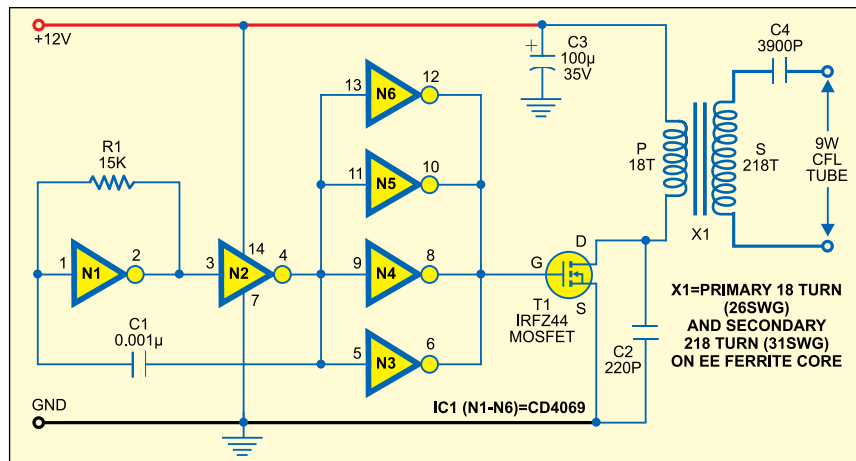 +12V
R1
15K
1
N1
2
3
N2
14
4
7
C1
0.001µ
GND
13
N6
12
11
N5
10
9
N4
8
5
N3
6
+
C3
100µ
35V
G
D
S
T1
IRFZ44
MOSFET
C2
220P
P
18T
S
218T
X1
C4
3900P
9W
CFL
TUBE
X1=PRIMARY 18 TURN
(26SWG)
AND SECONDARY
218 TURN (31SWG)
ON EE FERRITE CORE
IC1 (N1-N6)=CD4069